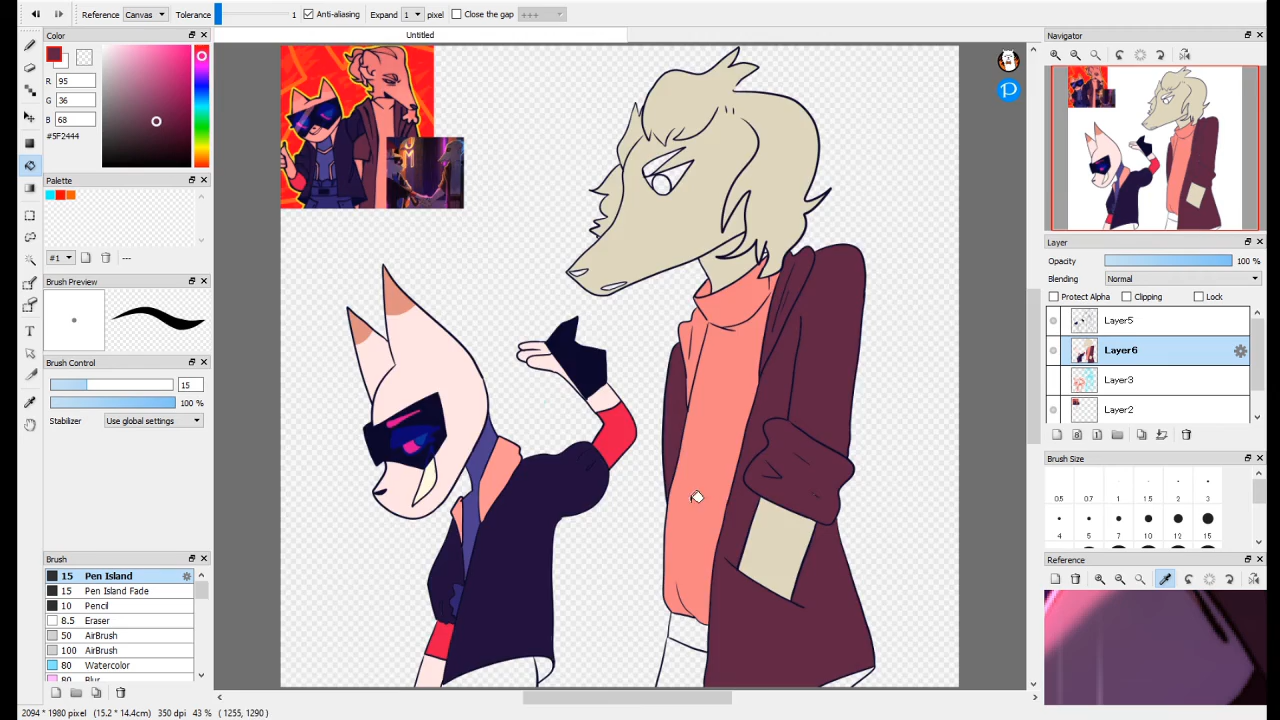 Reference Canvas Tolerance 1 Anti-aliasing Expand 1 pixel Close the gap +++
Color
Untitled
Navigator
R 95
G 36
B 68
#5F2444
Palette
#1 ---
Brush Preview
Brush Control
15
100 %
Stabilizer Use global settings
Brush
15 Pen Island
15 Pen Island Fade
10 Pencil
8.5 Eraser
50 AirBrush
100 AirBrush
80 Watercolor
80 Blur
Layer
Opacity 100 %
Blending Normal
Protect Alpha Clipping Lock
Layer5
Layer6
Layer3
Layer2
Brush Size
0.5 0.7 1 1.5 2 3
4 5 7 10 12 15
Reference
2094 * 1980 pixel (15.2 * 14.4cm) 350 dpi 43 % ( 1255, 1290 )